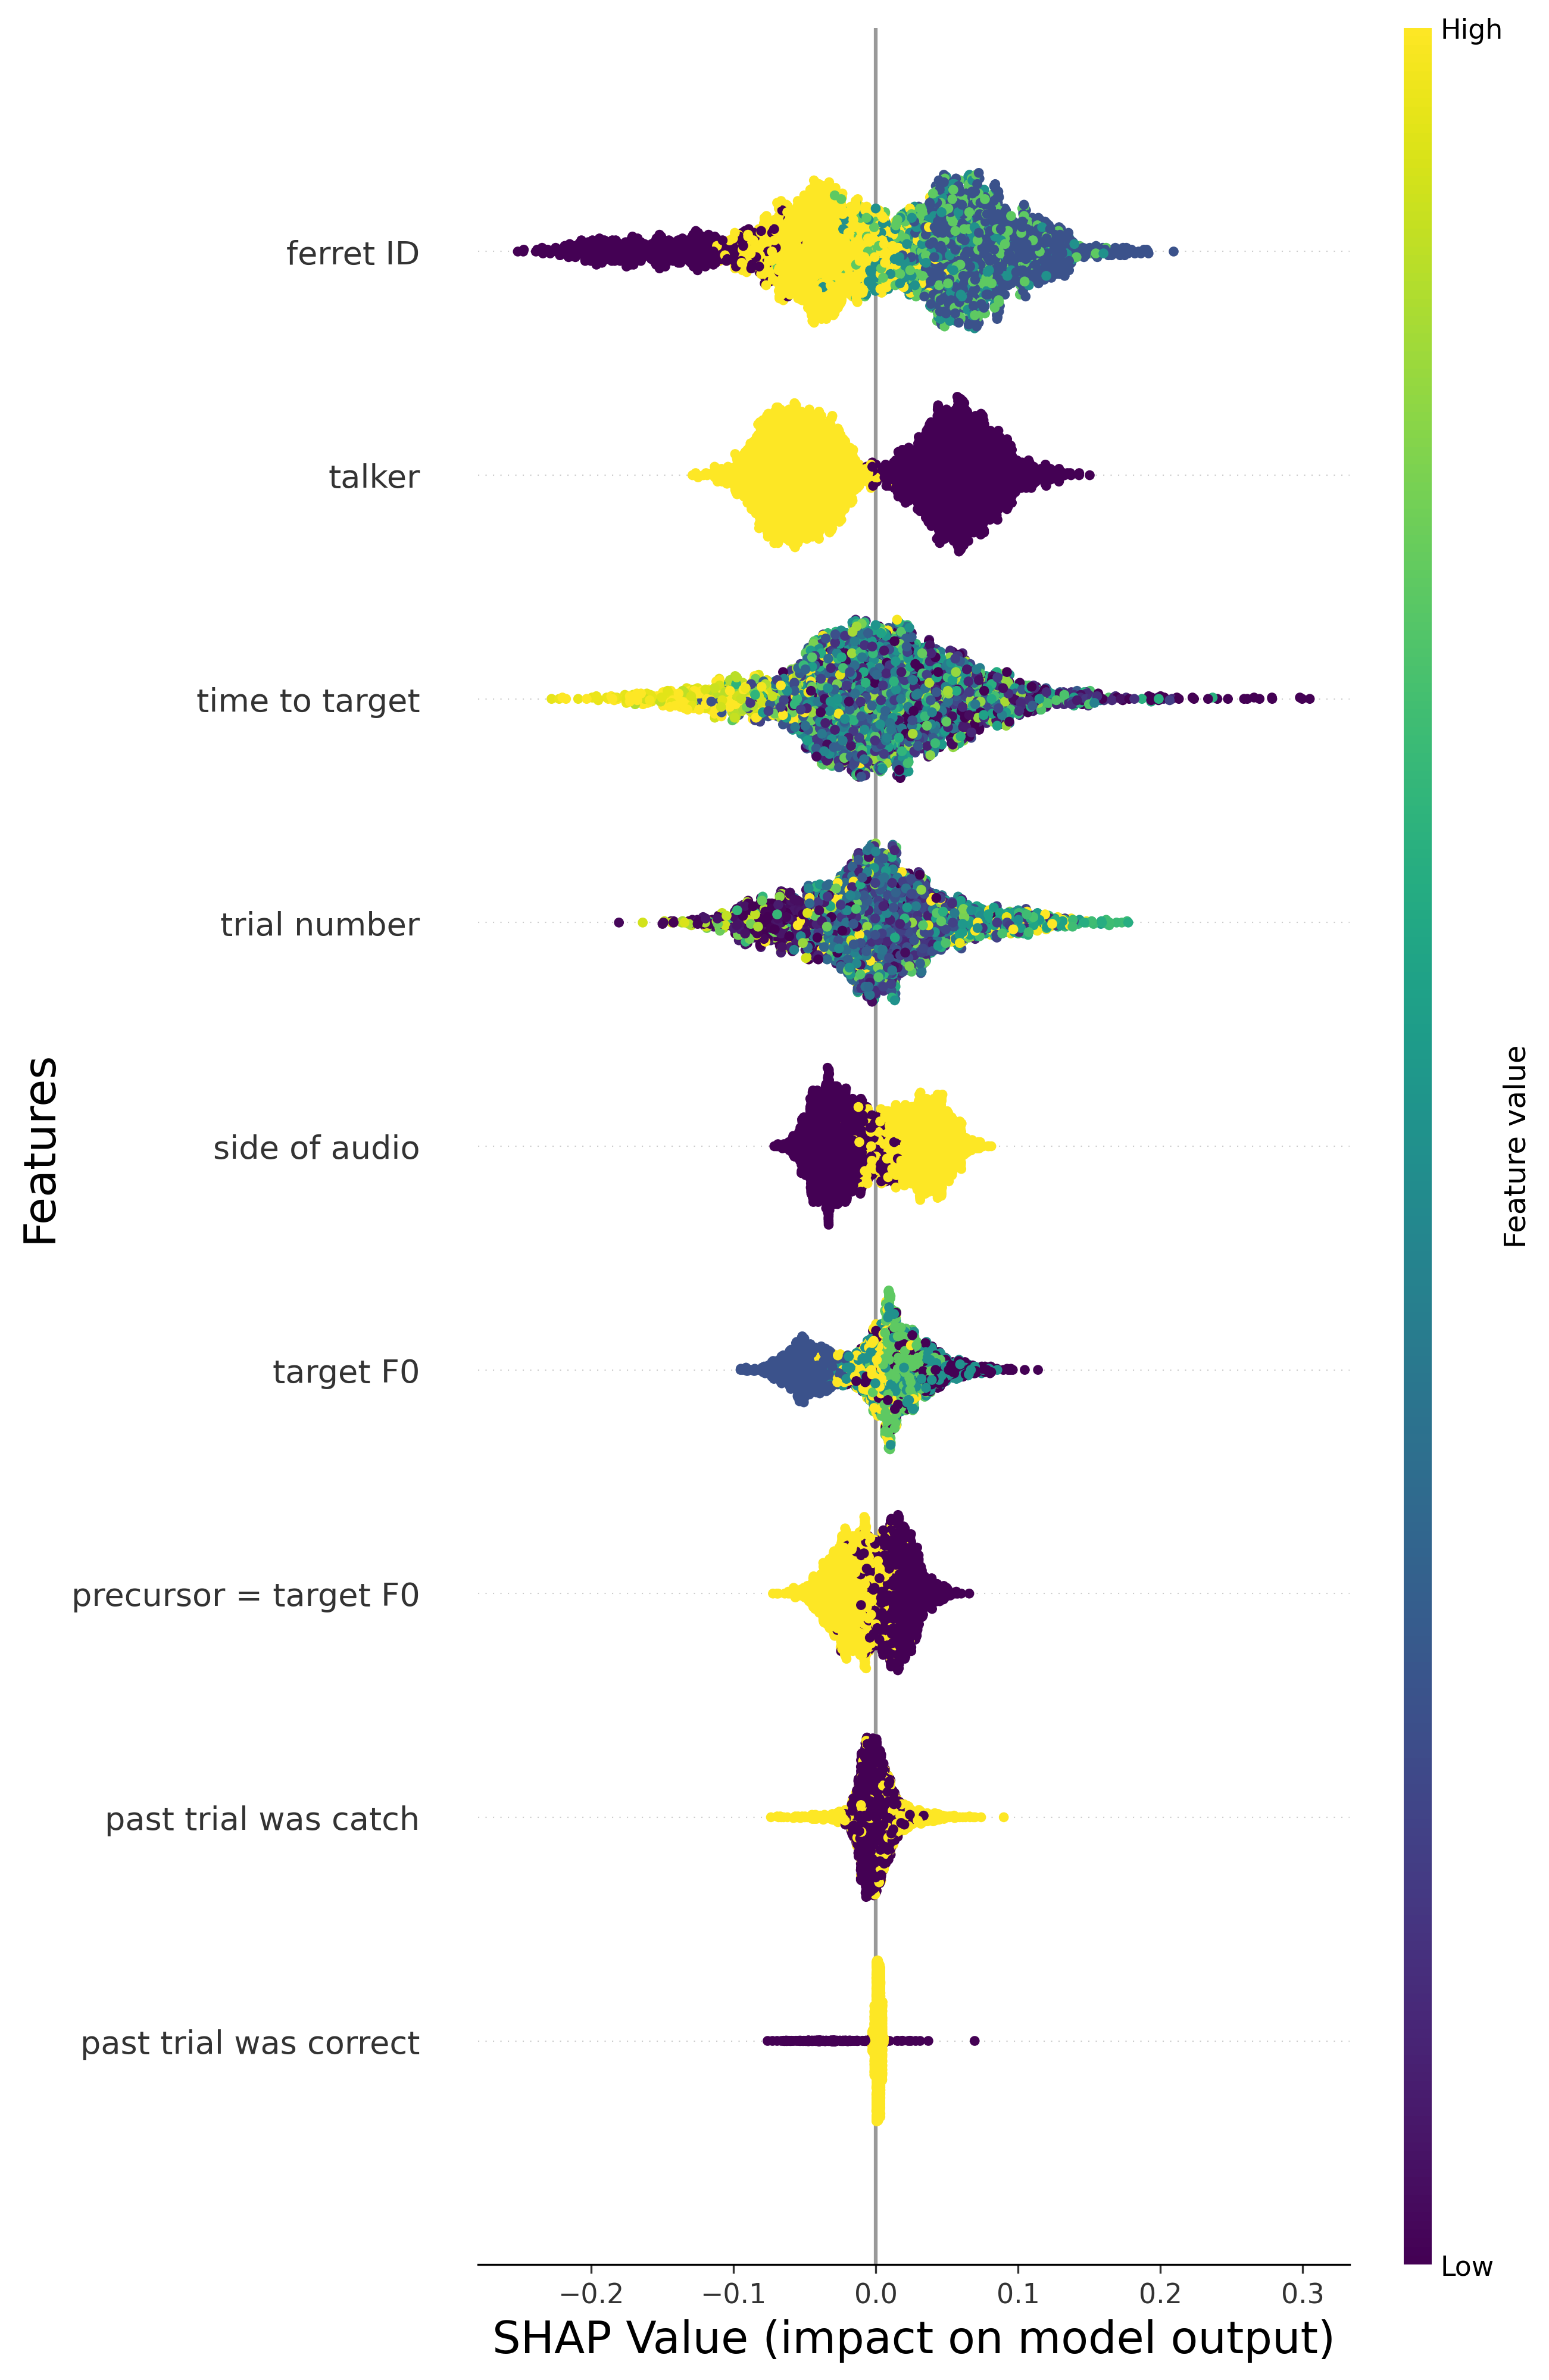 High
ferret ID
talker
time to target
trial number
side of audio
target F0
precursor = target F0
past trial was catch
past trial was correct
Features
Feature value
Low
−0.2 −0.1 0.0 0.1 0.2 0.3
SHAP Value (impact on model output)